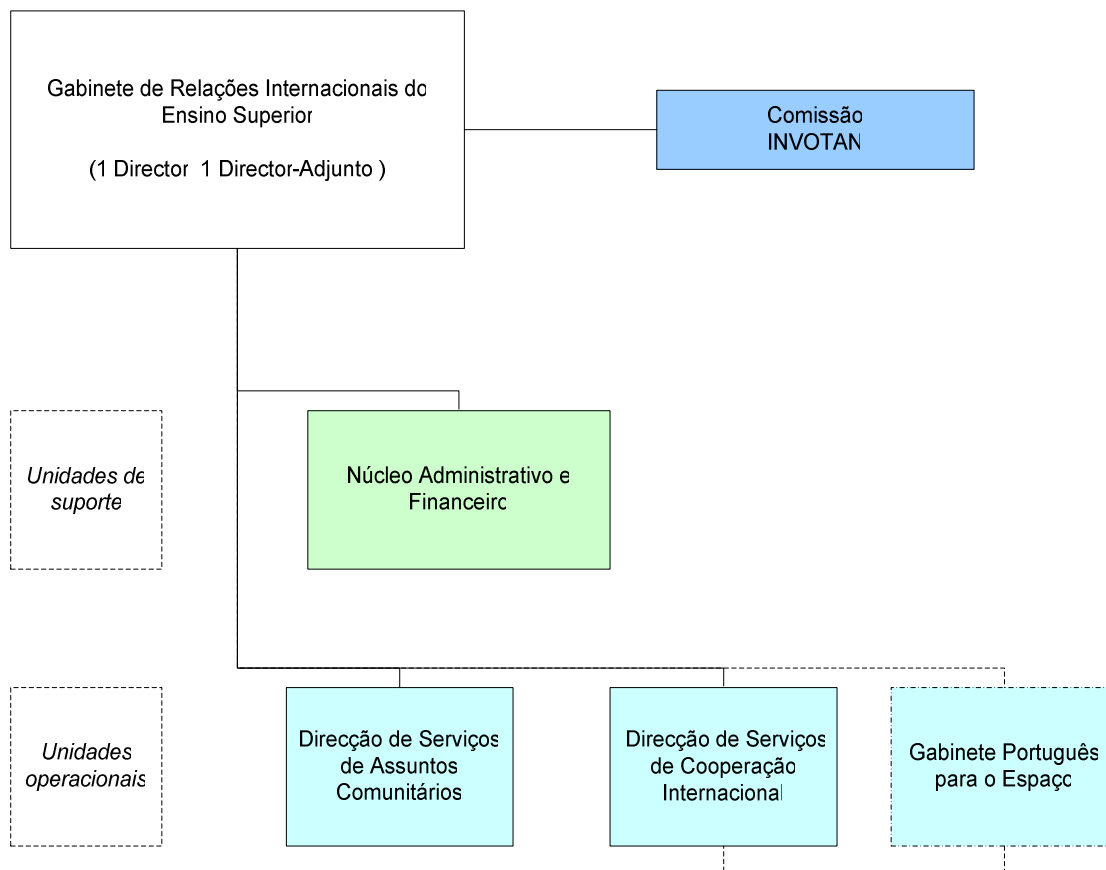 Gabinete de Relações Internacionais do
Ensino Superior
(1 Director 1 Director-Adjunto )
Comissão
INVOTAN
Unidades de
suporte
Núcleo Administrativo e
Financeiro
Unidades
operacionais
Direcção de Serviços
de Assuntos
Comunitários
Direcção de Serviços
de Cooperação
Internacional
Gabinete Português
para o Espaço